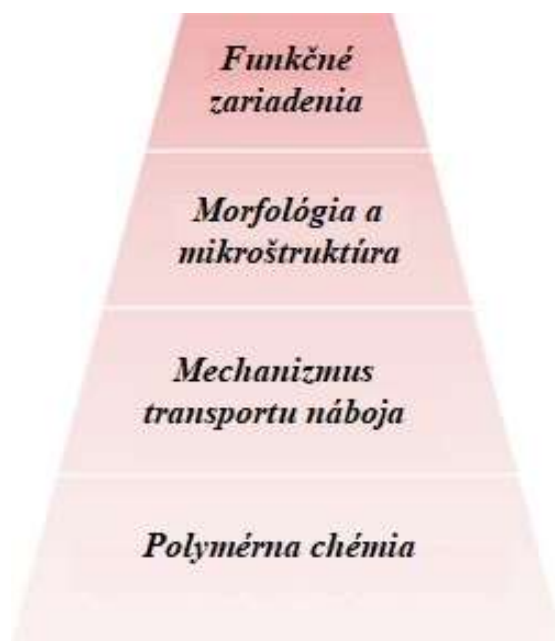 Funkčné
zariadenia
Morfológia a
mikroštruktúra
Mechanizmus
transportu náboja
Polymérna chémia